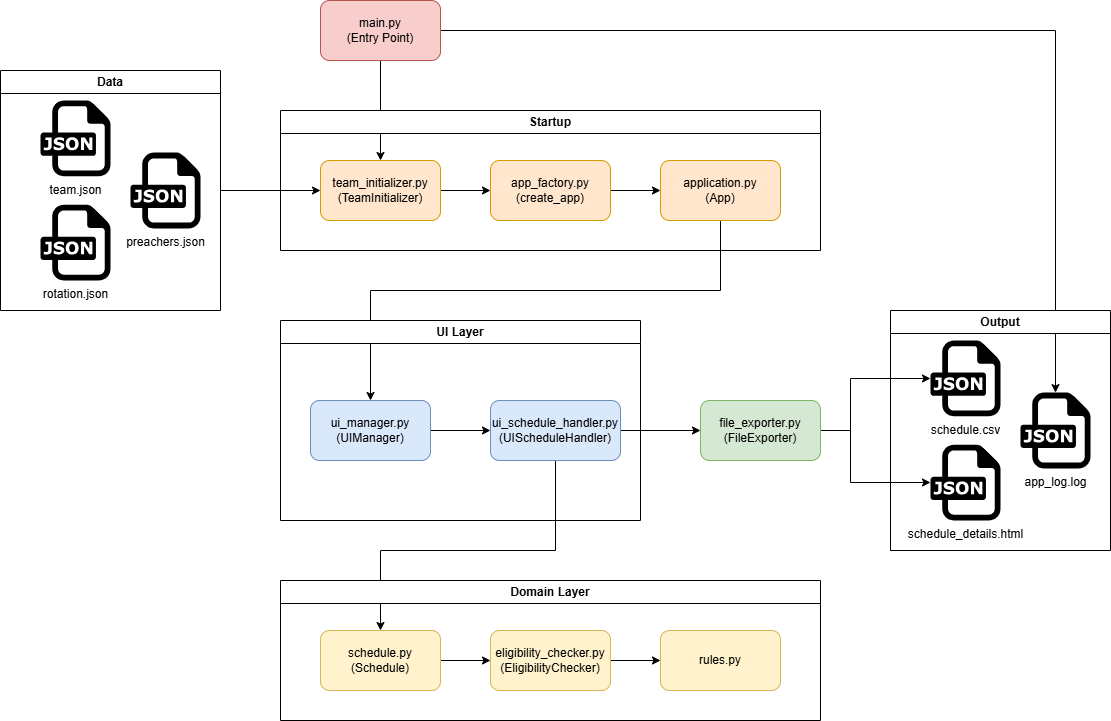 main.py
(Entry Point)
Data
JSON
team.json
JSON
preachers.json
JSON
rotation.json
Startup
team_initializer.py
(TeamInitializer)
app_factory.py
(create_app)
application.py
(App)
UI Layer
ui_manager.py
(UIManager)
ui_schedule_handler.py
(UIScheduleHandler)
file_exporter.py
(FileExporter)
Output
JSON
schedule.csv
JSON
app_log.log
JSON
schedule_details.html
Domain Layer
schedule.py
(Schedule)
eligibility_checker.py
(EligibilityChecker)
rules.py